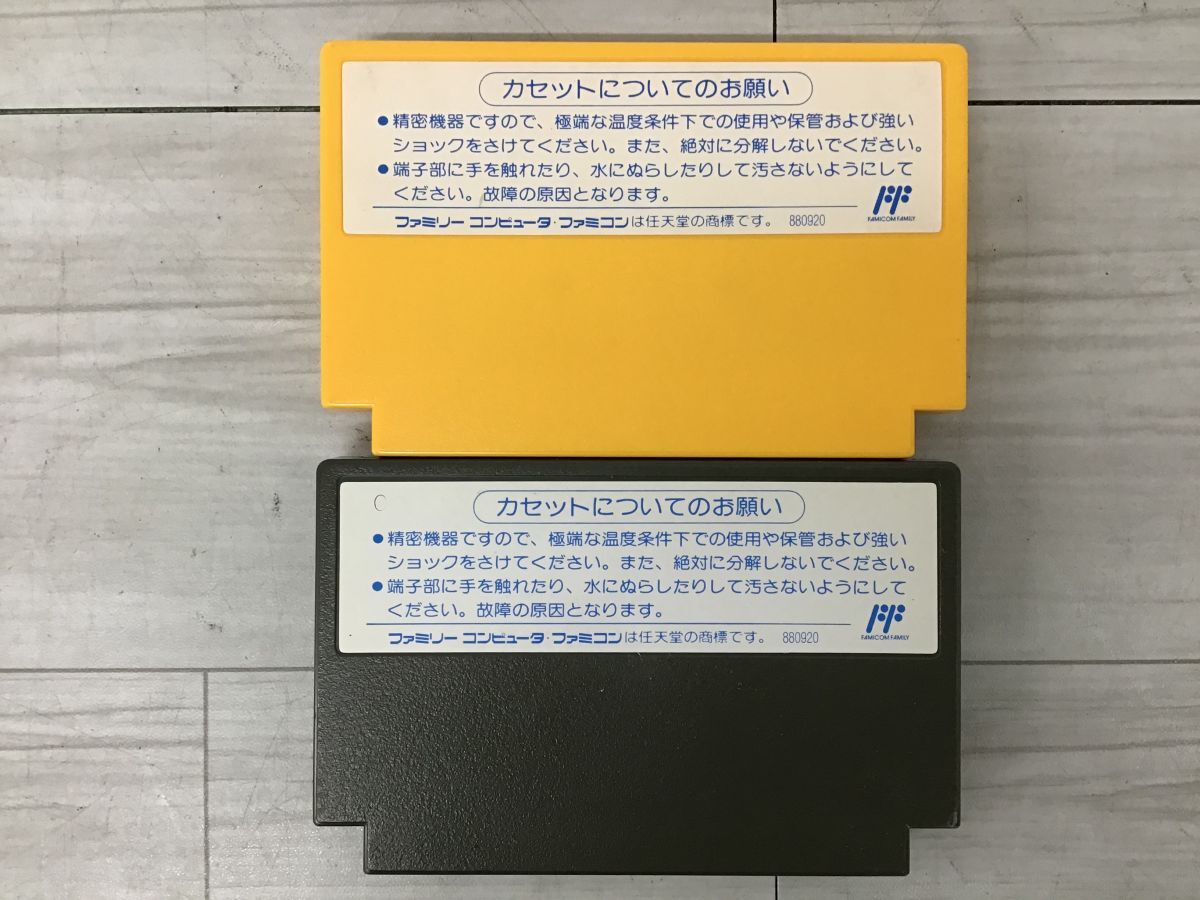 カセットについてのお願い
●精密機器ですので、極端な温度条件下での使用や保管および強い
ショックをさけてください。また、絶対に分解しないでください。
●端子部に手を触れたり、水にぬらしたりして汚さないようにして
ください。故障の原因となります。
FAMICOM FAMILY
ファミリー コンピュータ・ファミコンは任天堂の商標です。 880920
カセットについてのお願い
●精密機器ですので、極端な温度条件下での使用や保管および強い
ショックをさけてください。また、絶対に分解しないでください。
●端子部に手を触れたり、水にぬらしたりして汚さないようにして
ください。故障の原因となります。
FAMICOM FAMILY
ファミリー コンピュータ・ファミコンは任天堂の商標です。 880920